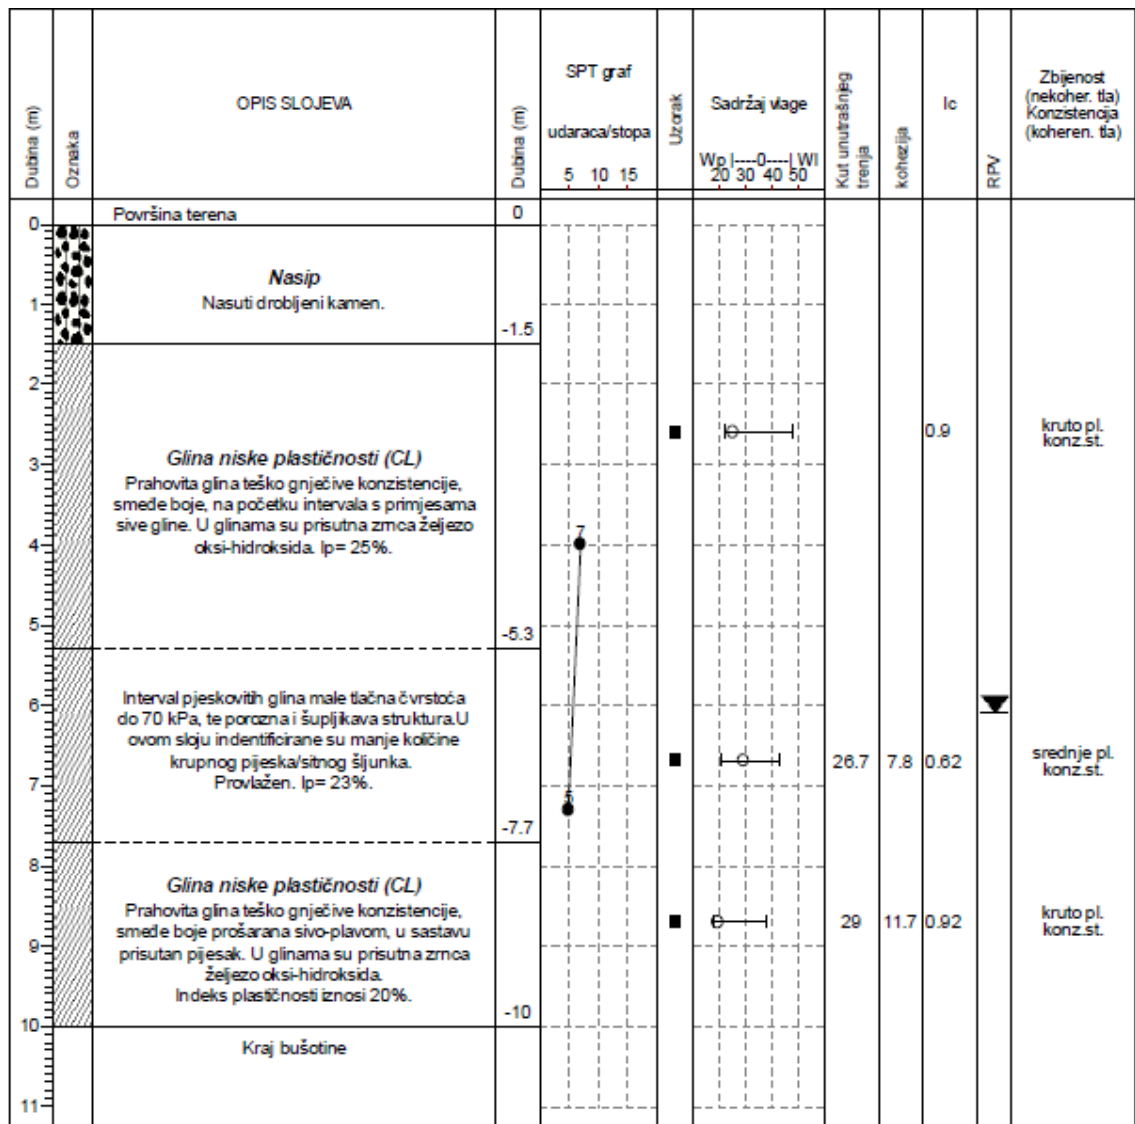 Dubina (m)
Oznaka
OPIS SLOJEVA
Dubina (m)
SPT graf
udaraca/stopa
5 10 15
Uzorak
Sadržaj vlage
Wp |----0----| Wl
20 30 40 50
Kut unutrašnjeg
trenja
kohezija
Ic
RPV
Zbijenost
(nekoher. tla)
Konzistencija
(koheren. tla)
Površina terena
0
0
Nasip
Nasuti drobljeni kamen.
1
-1.5
2
kruto pl.
konz.st.
0.9
3
Glina niske plastičnosti (CL)
Prahovita glina teško gnječive konzistencije,
smeđe boje, na početku intervala s primjesama
sive gline. U glinama su prisutna zrnca željezo
oksi-hidroksida. Ip= 25%.
7
4
5
-5.3
Interval pjeskovitih glina male tlačna čvrstoća
do 70 kPa, te porozna i šupljikava struktura.U
ovom sloju indentificirane su manje količine
krupnog pijeska/sitnog šljunka.
Provlažen. Ip= 23%.
6
26.7 7.8 0.62
srednje pl.
konz.st.
7
5
-7.7
8
Glina niske plastičnosti (CL)
Prahovita glina teško gnječive konzistencije,
smeđe boje prošarana sivo-plavom, u sastavu
prisutan pijesak. U glinama su prisutna zrnca
željezo oksi-hidroksida.
Indeks plastičnosti iznosi 20%.
29 11.7 0.92
kruto pl.
konz.st.
9
-10
10
Kraj bušotine
11